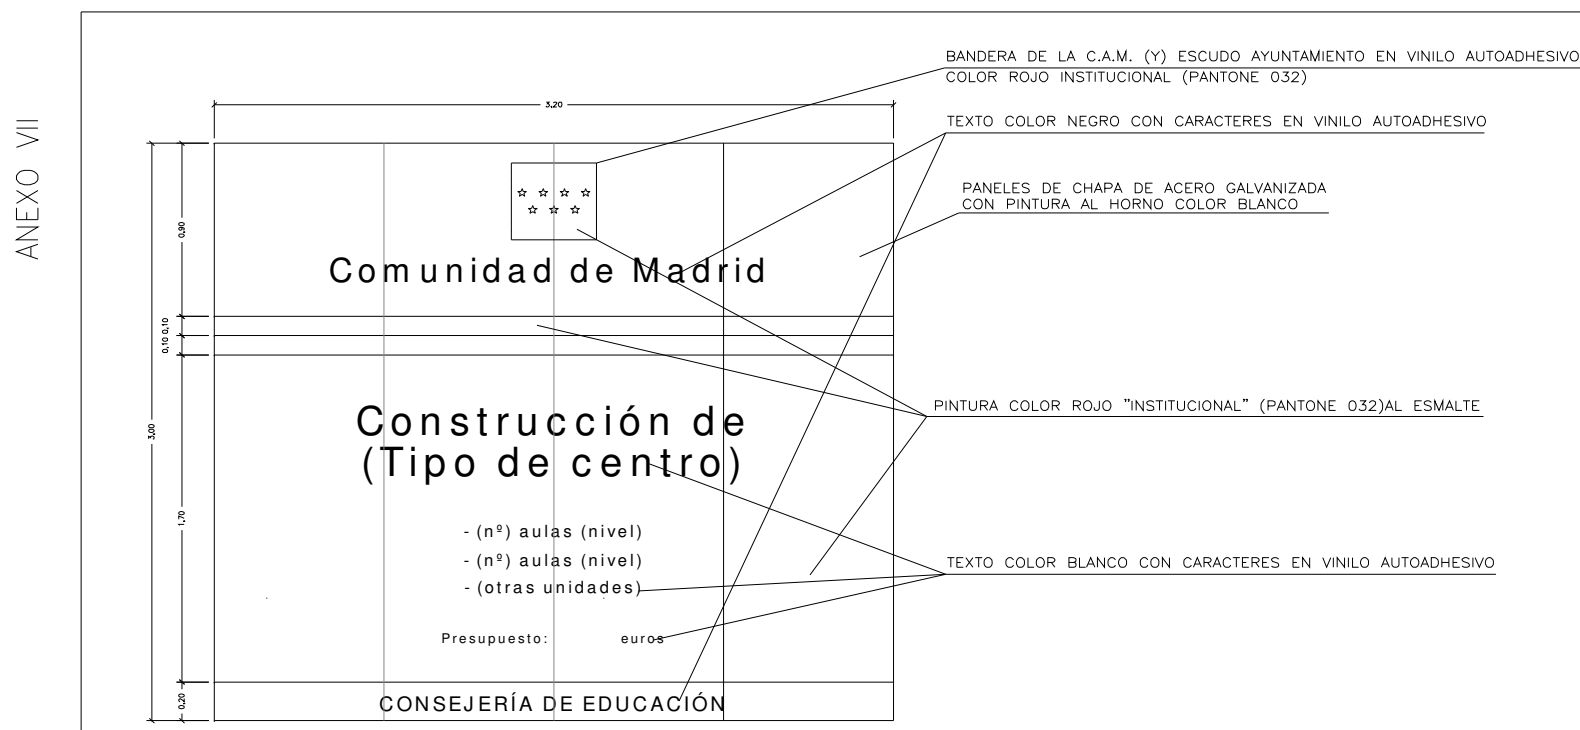 ANEXO VII
BANDERA DE LA C.A.M. (Y) ESCUDO AYUNTAMIENTO EN VINILO AUTOADHESIVO
COLOR ROJO INSTITUCIONAL (PANTONE 032)
3,20
TEXTO COLOR NEGRO CON CARACTERES EN VINILO AUTOADHESIVO
PANELES DE CHAPA DE ACERO GALVANIZADA
CON PINTURA AL HORNO COLOR BLANCO
0,90
Comunidad de Madrid
0,10
0,10
3,00
Construcción de
(Tipo de centro)
PINTURA COLOR ROJO "INSTITUCIONAL" (PANTONE 032)AL ESMALTE
1,70
- (nº) aulas (nivel)
- (nº) aulas (nivel)
- (otras unidades)
TEXTO COLOR BLANCO CON CARACTERES EN VINILO AUTOADHESIVO
Presupuesto: euros
0,20
CONSEJERÍA DE EDUCACIÓN